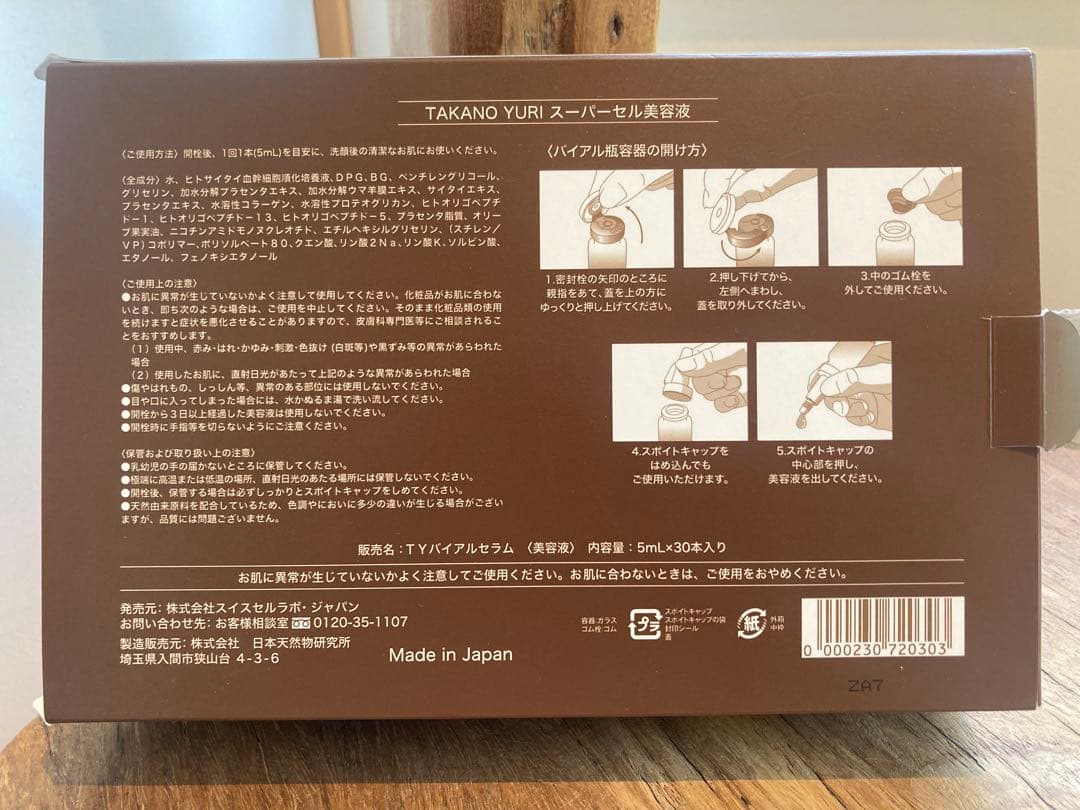 TAKANO YURI スーパーセル美容液
〈ご使用方法〉開栓後、1回1本(5mL)を目安に、洗顔後の清潔なお肌にお使いください。
〈全成分〉水、ヒトサイタイ血幹細胞順化培養液、DPG、BG、ペンチレングリコール、
グリセリン、加水分解プラセンタエキス、加水分解ウマ羊膜エキス、サイタイエキス、
プラセンタエキス、水溶性コラーゲン、水溶性プロテオグリカン、ヒトオリゴペプチ
ド-1、ヒトオリゴペプチド-13、ヒトオリゴペプチド-5、プラセンタ脂質、オリー
ブ果実油、ニコチンアミドモノヌクレオチド、エチルヘキシルグリセリン、(スチレン/
VP)コポリマー、ポリソルベート80、クエン酸、リン酸2Na、リン酸K、ソルビン酸、
エタノール、フェノキシエタノール
〈ご使用上の注意〉
●お肌に異常が生じていないかよく注意して使用してください。化粧品がお肌に合わな
いとき、即ち次のような場合は、ご使用を中止してください。そのまま化粧品類の使用
を続けますと症状を悪化させることがありますので、皮膚科専門医等にご相談されるこ
とをおすすめします。
(1)使用中、赤み・はれ・かゆみ・刺激・色抜け(白斑等)や黒ずみ等の異常があらわれた
場合
(2)使用したお肌に、直射日光があたって上記のような異常があらわれた場合
●傷やはれもの、しっしん等、異常のある部位には使用しないでください。
●目や口に入ってしまった場合には、水かぬるま湯で洗い流してください。
●開栓から3日以上経過した美容液は使用しないでください。
●開栓時に手指等を切らないようにご注意ください。
〈保管および取り扱い上の注意〉
●乳幼児の手の届かないところに保管してください。
●極端に高温または低温の場所、直射日光のあたる場所には保管しないでください。
●開栓後、保管する場合は必ずしっかりとスポイトキャップをしめてください。
●天然由来原料を配合しているため、色調やにおいに多少の違いが生じる場合がござい
ますが、品質には問題ございません。
〈バイアル瓶容器の開け方〉
1.密封栓の矢印のところに
親指をあて、蓋を上の方に
ゆっくりと押し上げてください。
2.押し下げてから、
左側へまわし、
蓋を取り外してください。
3.中のゴム栓を
外してご使用ください。
4.スポイトキャップを
はめ込んでも
ご使用いただけます。
5.スポイトキャップの
中心部を押し、
美容液を出してください。
販売名:TYバイアルセラム 〈美容液〉 内容量:5mL×30本入り
お肌に異常が生じていないかよく注意してご使用ください。お肌に合わないときは、ご使用をおやめください。
発売元:株式会社スイスセルラボ・ジャパン
お問い合わせ先:お客様相談室 0120-35-1107
製造販売元:株式会社 日本天然物研究所
埼玉県入間市狭山台 4-3-6
Made in Japan
容器:ガラス
ゴム栓:ゴム
プラ
スポイトキャップ
スポイトキャップの袋
封印シール
蓋
紙
外箱
中枠
0 000230 720303
ZA7